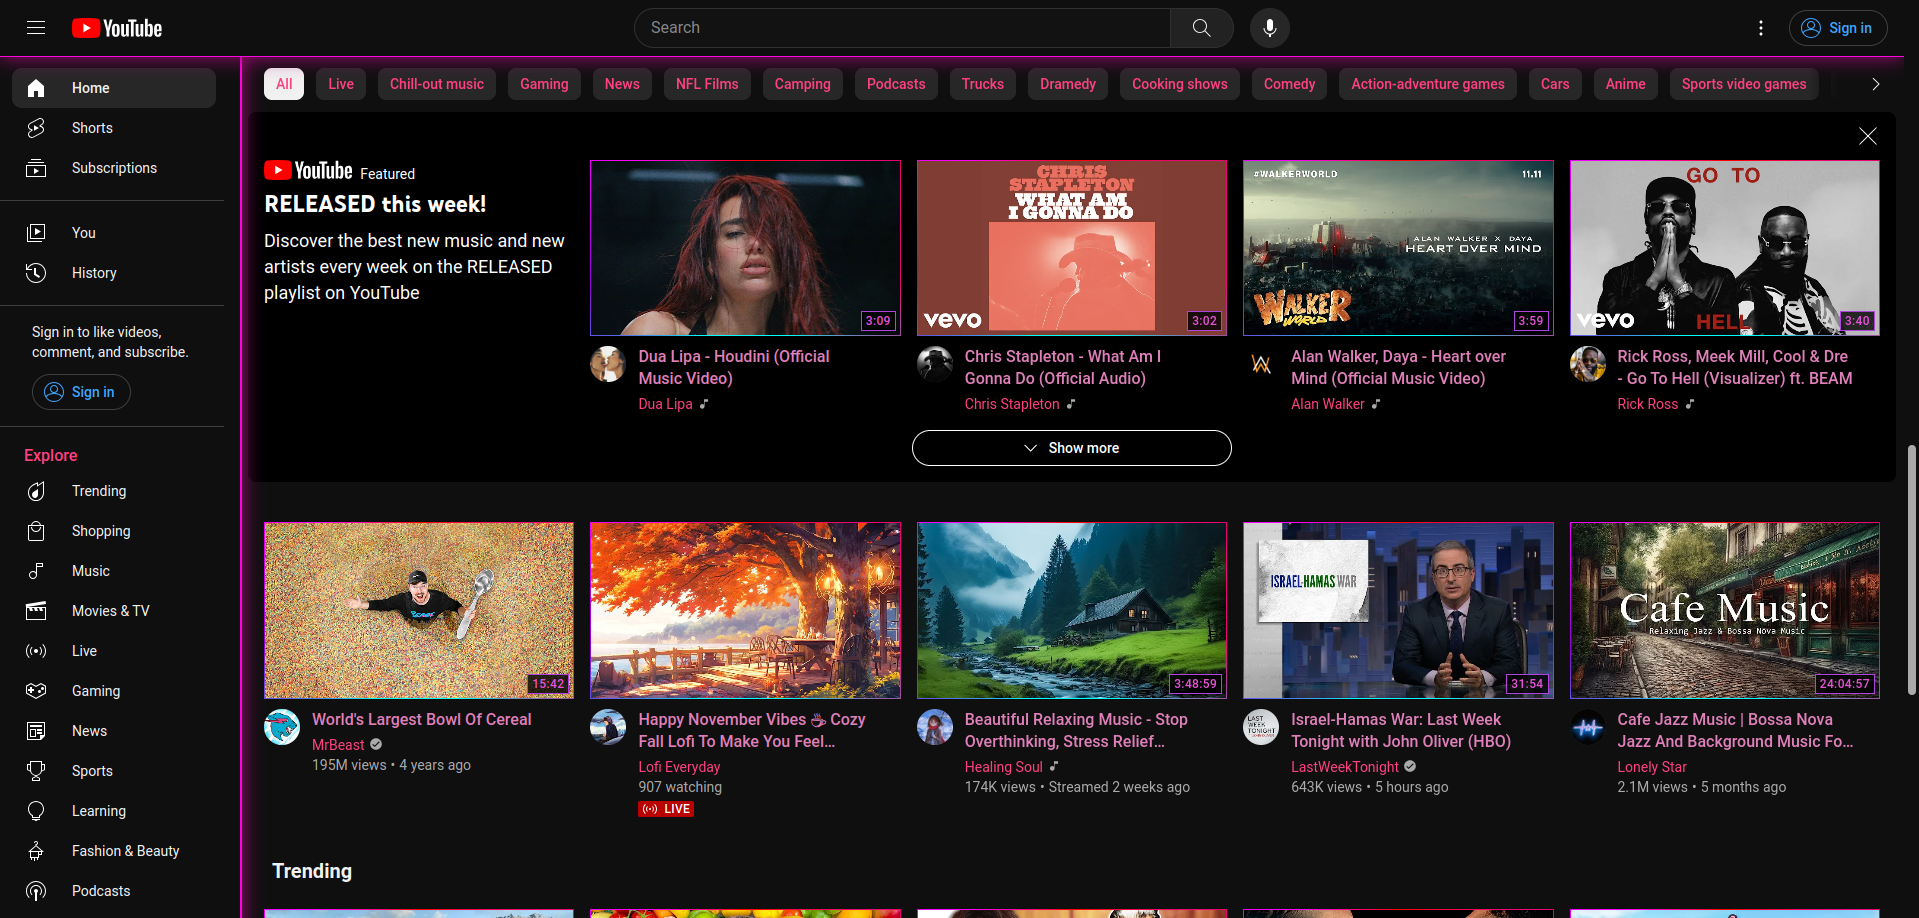 YouTube
Search
Sign in
Home
Shorts
Subscriptions
You
History
Sign in to like videos,
comment, and subscribe.
Sign in
Explore
Trending
Shopping
Music
Movies & TV
Live
Gaming
News
Sports
Learning
Fashion & Beauty
Podcasts
All
Live
Chill-out music
Gaming
News
NFL Films
Camping
Podcasts
Trucks
Dramedy
Cooking shows
Comedy
Action-adventure games
Cars
Anime
Sports video games
YouTube Featured
RELEASED this week!
Discover the best new music and new
artists every week on the RELEASED
playlist on YouTube
3:09
Dua Lipa - Houdini (Official
Music Video)
Dua Lipa
CHRIS
STAPLETON
WHAT AM
I GONNA DO
vevo
3:02
Chris Stapleton - What Am I
Gonna Do (Official Audio)
Chris Stapleton
#WALKERWORLD
11.11
ALAN WALKER X DAYA
HEART OVER MIND
WALKER
WORLD
3:59
Alan Walker, Daya - Heart over
Mind (Official Music Video)
Alan Walker
GO TO
HELL
vevo
3:40
Rick Ross, Meek Mill, Cool & Dre
- Go To Hell (Visualizer) ft. BEAM
Rick Ross
Show more
15:42
World's Largest Bowl Of Cereal
MrBeast
195M views • 4 years ago
Happy November Vibes ☕ Cozy
Fall Lofi To Make You Feel...
Lofi Everyday
907 watching
LIVE
3:48:59
Beautiful Relaxing Music - Stop
Overthinking, Stress Relief...
Healing Soul
174K views • Streamed 2 weeks ago
ISRAEL-HAMAS WAR
31:54
LAST
WEEK
TONIGHT
Israel-Hamas War: Last Week
Tonight with John Oliver (HBO)
LastWeekTonight
643K views • 5 hours ago
Cafe Music
Relaxing Jazz & Bossa Nova Music
24:04:57
Cafe Jazz Music | Bossa Nova
Jazz And Background Music Fo...
Lonely Star
2.1M views • 5 months ago
Trending